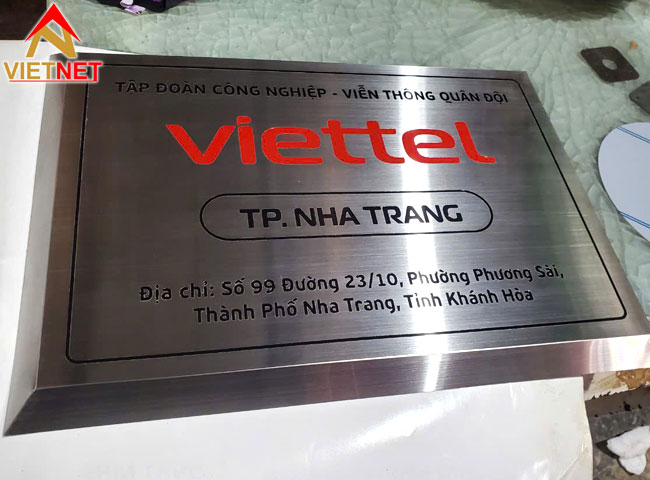 VIETNET
TẬP ĐOÀN CÔNG NGHIỆP - VIỄN THÔNG QUÂN ĐỘI
viettel
TP. NHA TRANG
Địa chỉ: Số 99 Đường 23/10, Phường Phương Sài,
Thành Phố Nha Trang, Tỉnh Khánh Hòa